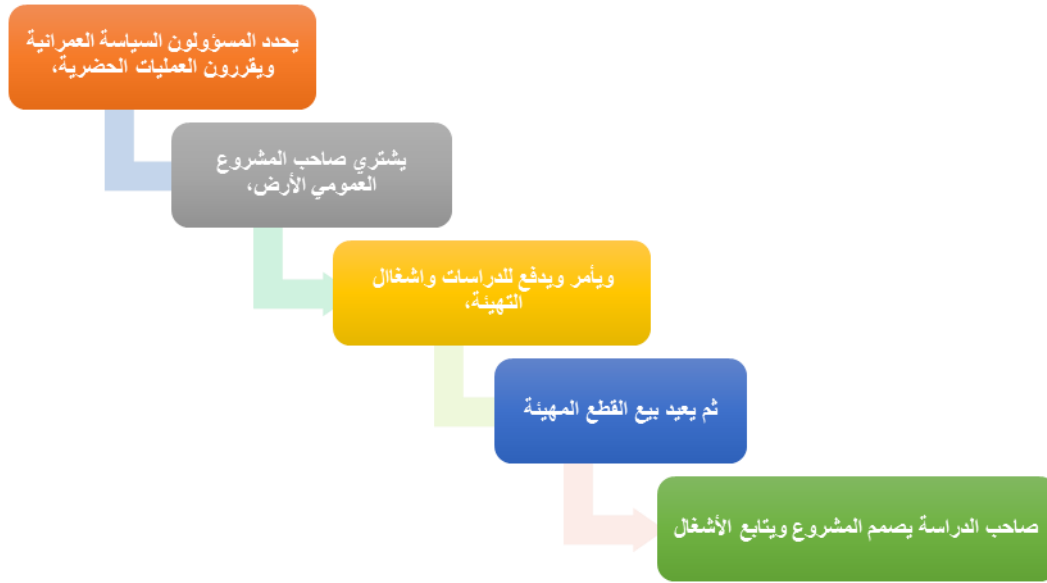 يحدد المسؤولون السياسة العمرانية
ويقررون العمليات الحضرية،
يشتري صاحب المشروع
العمومي الأرض،
ويأمر ويدفع للدراسات واشغاال
التهيئة،
ثم يعيد بيع القطع المهيئة
صاحب الدراسة يصمم المشروع ويتابع الأشغال